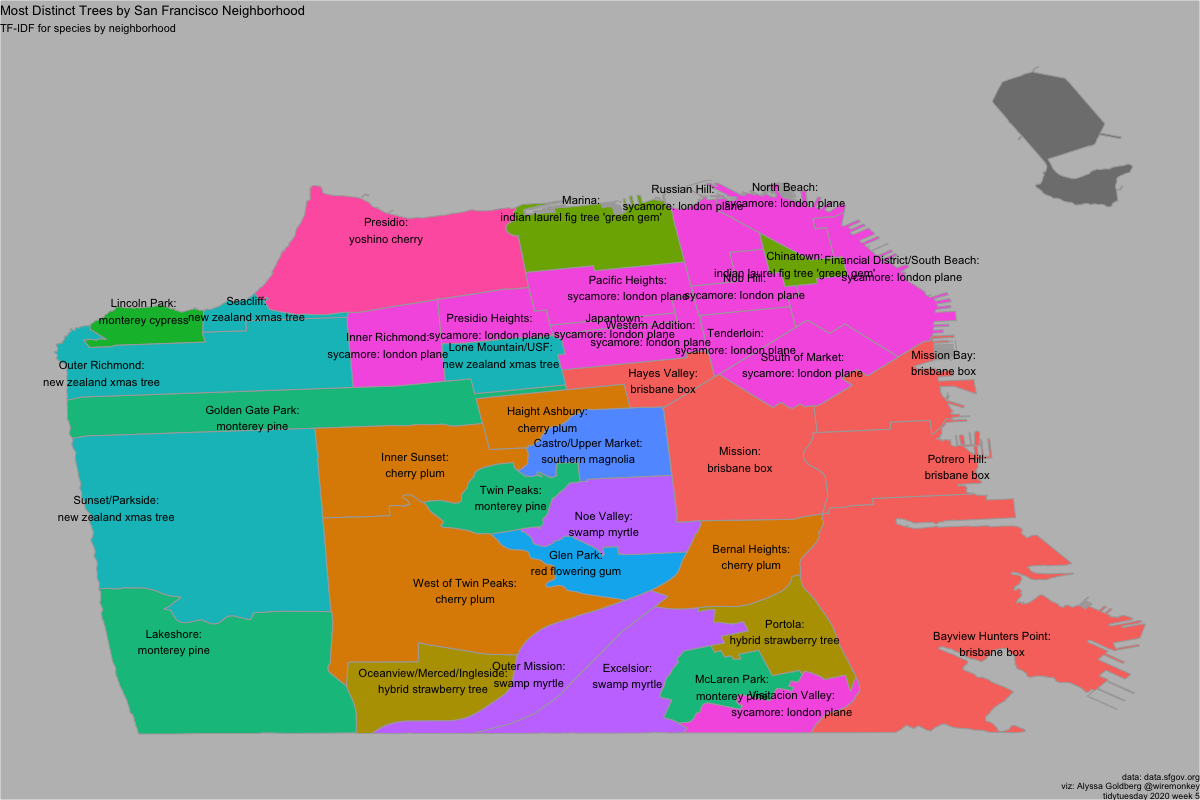 Most Distinct Trees by San Francisco Neighborhood
TF-IDF for species by neighborhood
Russian Hill:
sycamore: london plane
North Beach:
sycamore: london plane
Marina:
indian laurel fig tree 'green gem'
Presidio:
yoshino cherry
Chinatown:
indian laurel fig tree 'green gem'
Financial District/South Beach:
sycamore: london plane
Nob Hill:
sycamore: london plane
Pacific Heights:
sycamore: london plane
Lincoln Park:
monterey cypress
Seacliff:
new zealand xmas tree
Presidio Heights:
sycamore: london plane
Japantown:
sycamore: london plane
Western Addition:
sycamore: london plane
Tenderloin:
sycamore: london plane
Inner Richmond:
sycamore: london plane
Lone Mountain/USF:
new zealand xmas tree
South of Market:
sycamore: london plane
Mission Bay:
brisbane box
Outer Richmond:
new zealand xmas tree
Hayes Valley:
brisbane box
Golden Gate Park:
monterey pine
Haight Ashbury:
cherry plum
Castro/Upper Market:
southern magnolia
Mission:
brisbane box
Inner Sunset:
cherry plum
Potrero Hill:
brisbane box
Twin Peaks:
monterey pine
Sunset/Parkside:
new zealand xmas tree
Noe Valley:
swamp myrtle
Bernal Heights:
cherry plum
Glen Park:
red flowering gum
West of Twin Peaks:
cherry plum
Portola:
hybrid strawberry tree
Lakeshore:
monterey pine
Bayview Hunters Point:
brisbane box
Outer Mission:
swamp myrtle
Excelsior:
swamp myrtle
Oceanview/Merced/Ingleside:
hybrid strawberry tree
McLaren Park:
monterey pine
Visitacion Valley:
sycamore: london plane
data: data.sfgov.org
viz: Alyssa Goldberg @wiremonkey
tidytuesday 2020 week 5